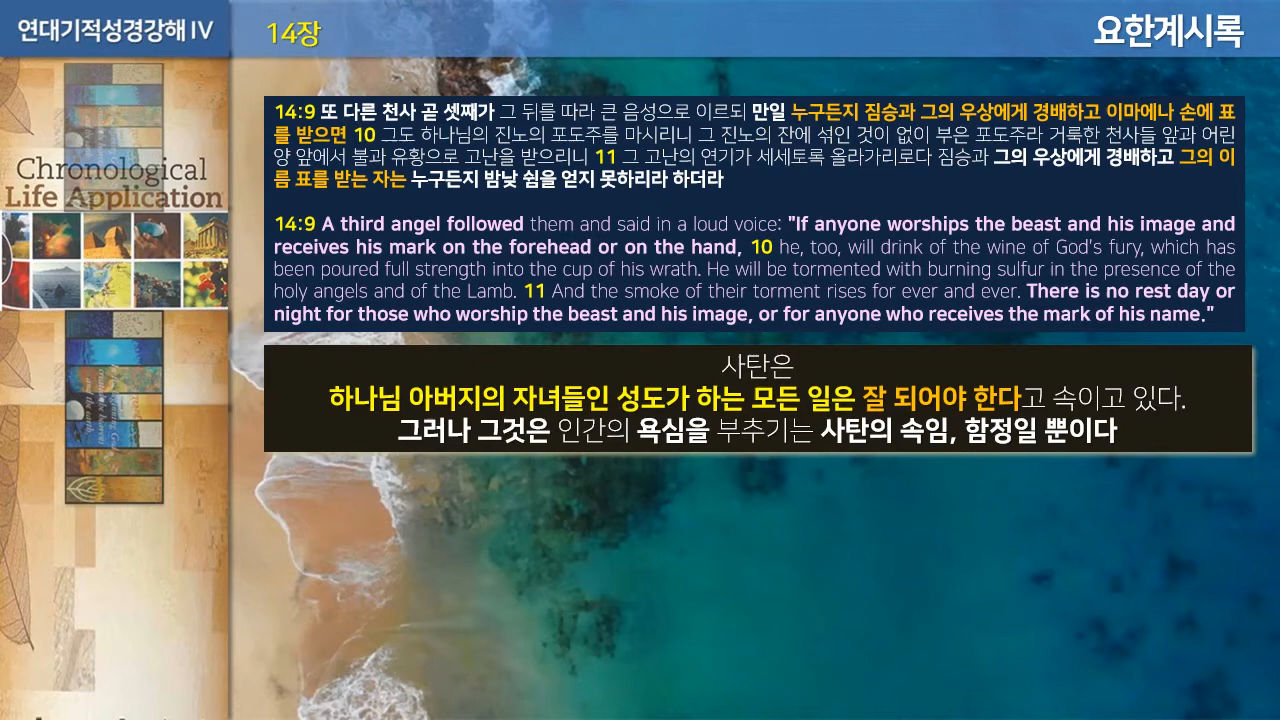 연대기적성경강해 IV
14장
요한계시록
Chronological
Life Application
14:9 또 다른 천사 곧 셋째가 그 뒤를 따라 큰 음성으로 이르되 만일 누구든지 짐승과 그의 우상에게 경배하고 이마에나 손에 표
를 받으면 10 그도 하나님의 진노의 포도주를 마시리니 그 진노의 잔에 섞인 것이 없이 부은 포도주라 거룩한 천사들 앞과 어린
양 앞에서 불과 유황으로 고난을 받으리니 11 그 고난의 연기가 세세토록 올라가리로다 짐승과 그의 우상에게 경배하고 그의 이
름 표를 받는 자는 누구든지 밤낮 쉼을 얻지 못하리라 하더라
14:9 A third angel followed them and said in a loud voice: "If anyone worships the beast and his image and
receives his mark on the forehead or on the hand, 10 he, too, will drink of the wine of God's fury, which has
been poured full strength into the cup of his wrath. He will be tormented with burning sulfur in the presence of the
holy angels and of the Lamb. 11 And the smoke of their torment rises for ever and ever. There is no rest day or
night for those who worship the beast and his image, or for anyone who receives the mark of his name."
사탄은
하나님 아버지의 자녀들인 성도가 하는 모든 일은 잘 되어야 한다고 속이고 있다.
그러나 그것은 인간의 욕심을 부추기는 사탄의 속임, 함정일 뿐이다